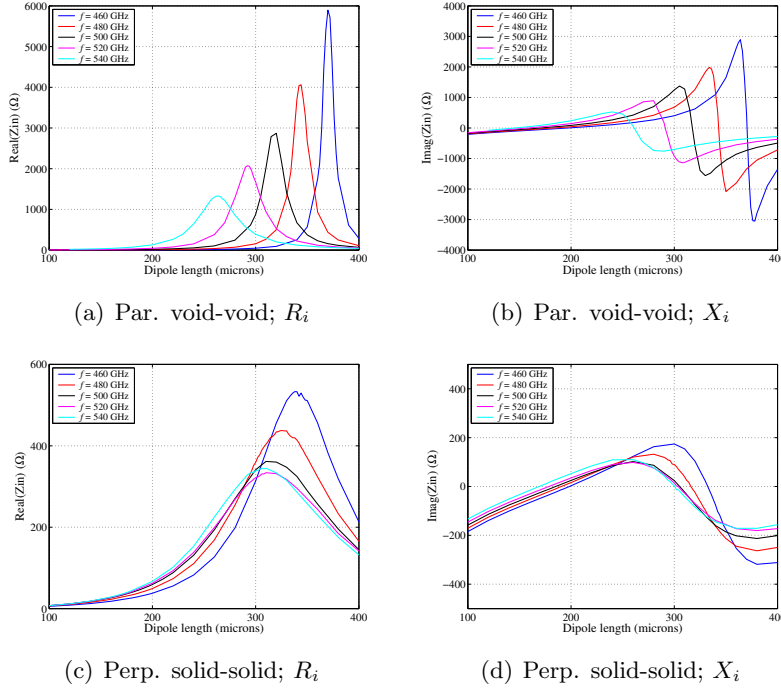 6000
5000
4000
3000
2000
1000
0
Real(Zin) (Ω)
f = 460 GHz
f = 480 GHz
f = 500 GHz
f = 520 GHz
f = 540 GHz
100
200
300
400
Dipole length (microns)
(a) Par. void-void; R_i
4000
3000
2000
1000
0
−1000
−2000
−3000
−4000
Imag(Zin) (Ω)
f = 460 GHz
f = 480 GHz
f = 500 GHz
f = 520 GHz
f = 540 GHz
100
200
300
400
Dipole length (microns)
(b) Par. void-void; X_i
600
400
200
0
Real(Zin) (Ω)
f = 460 GHz
f = 480 GHz
f = 500 GHz
f = 520 GHz
f = 540 GHz
100
200
300
400
Dipole length (microns)
(c) Perp. solid-solid; R_i
400
200
0
−200
−400
Imag(Zin) (Ω)
f = 460 GHz
f = 480 GHz
f = 500 GHz
f = 520 GHz
f = 540 GHz
100
200
300
400
Dipole length (microns)
(d) Perp. solid-solid; X_i